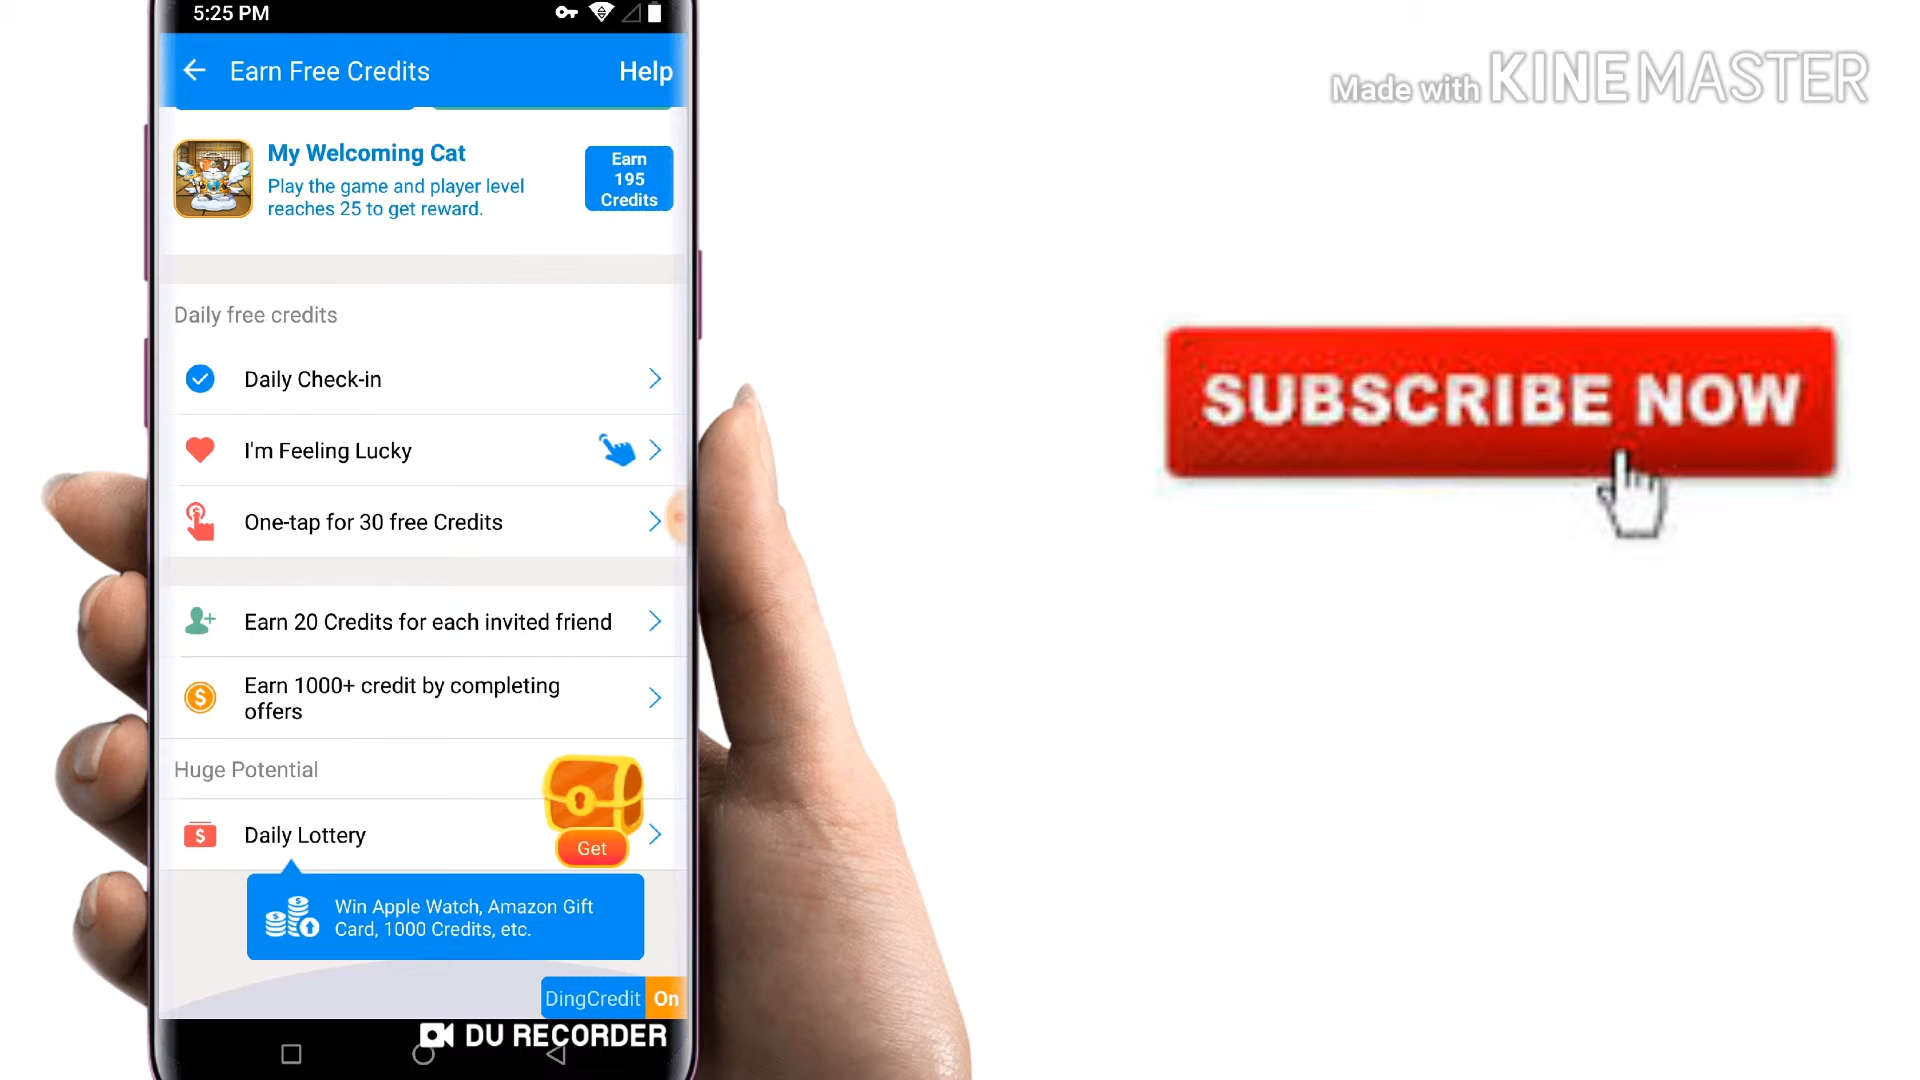 5:25 PM
Earn Free Credits
Help
Made with KINEMASTER
My Welcoming Cat
Play the game and player level
reaches 25 to get reward.
Earn
195
Credits
Daily free credits
Daily Check-in
I'm Feeling Lucky
One-tap for 30 free Credits
SUBSCRIBE NOW
Earn 20 Credits for each invited friend
Earn 1000+ credit by completing
offers
Huge Potential
Daily Lottery
Get
Win Apple Watch, Amazon Gift
Card, 1000 Credits, etc.
DingCredit On
DU RECORDER